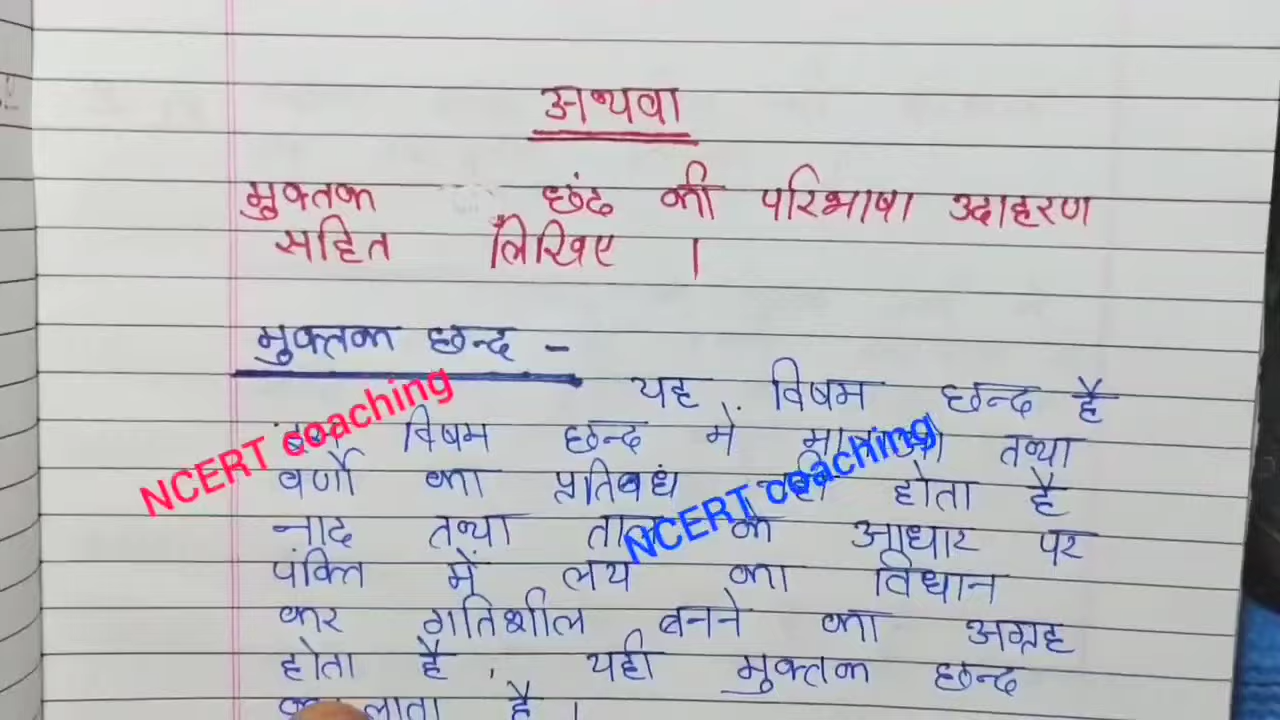 अथवा
मुक्तक छंद की परिभाषा उदाहरण
सहित लिखिए ।
मुक्तक छन्द -
यह विषम छन्द है
विषम छन्द में तथा
वर्णों का प्रतिबंध होता है
नाद तथा आधार पर
पंक्ति में लय का विधान
कर गतिशील बनने का अग्रह
होता है, यही मुक्तक छन्द
है ।
NCERT coaching
NCERT coaching